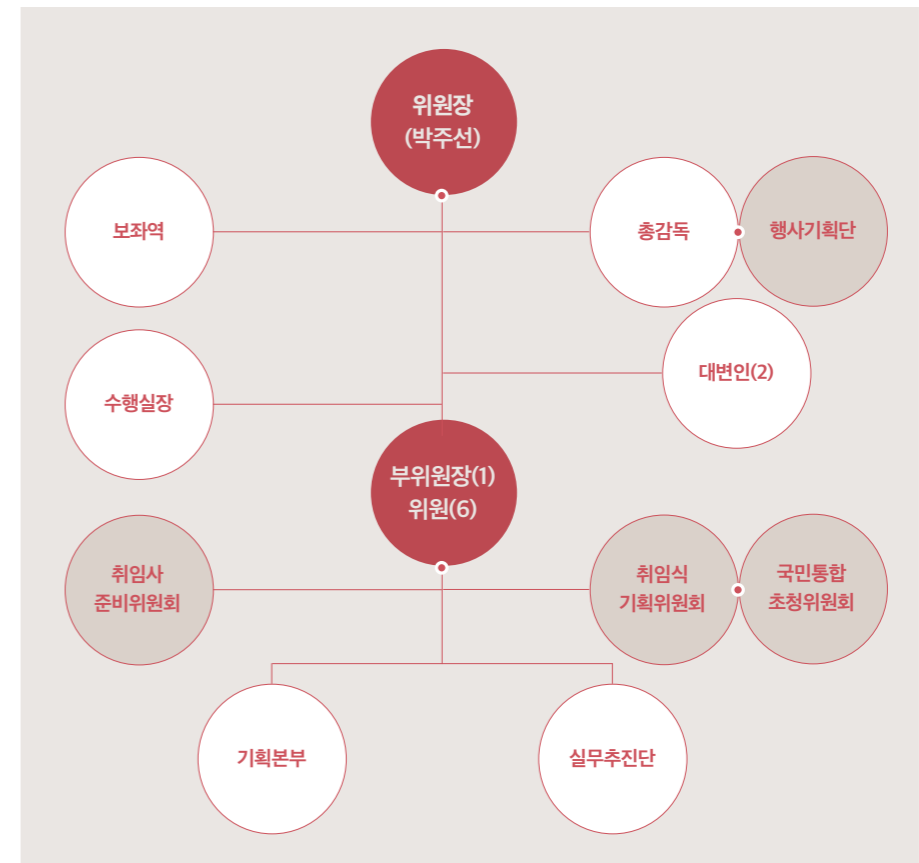 위원장
(박주선)
보좌역
총감독
행사기획단
수행실장
대변인(2)
부위원장(1)
위원(6)
취임사
준비위원회
취임식
기획위원회
국민통합
초청위원회
기획본부
실무추진단